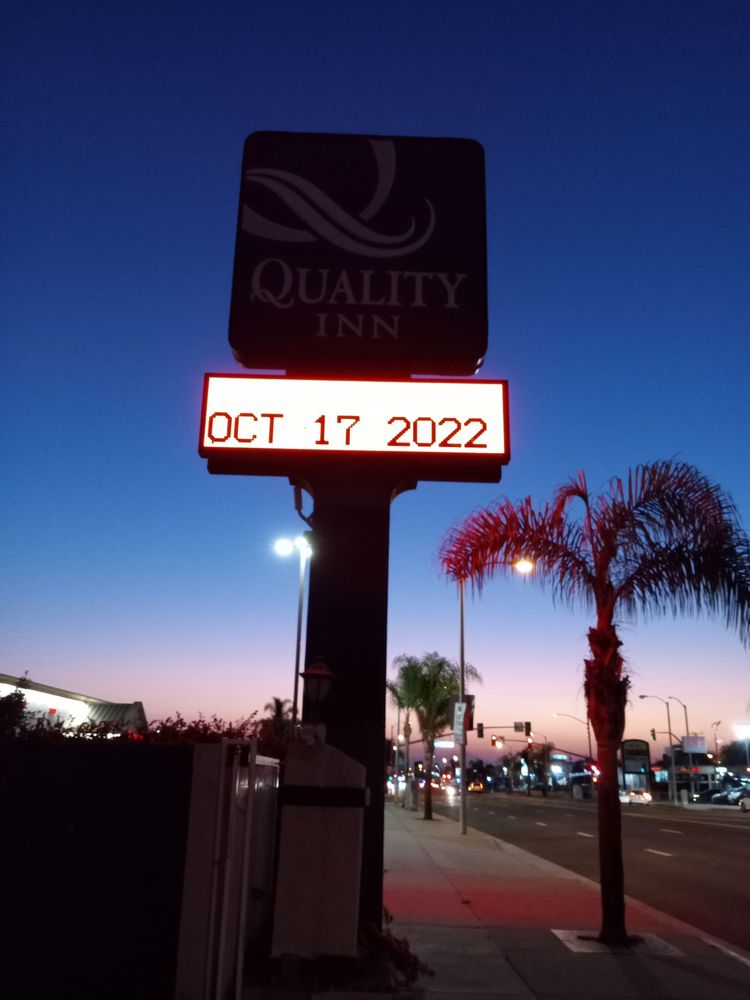 QUALITY
INN
OCT 17 2022